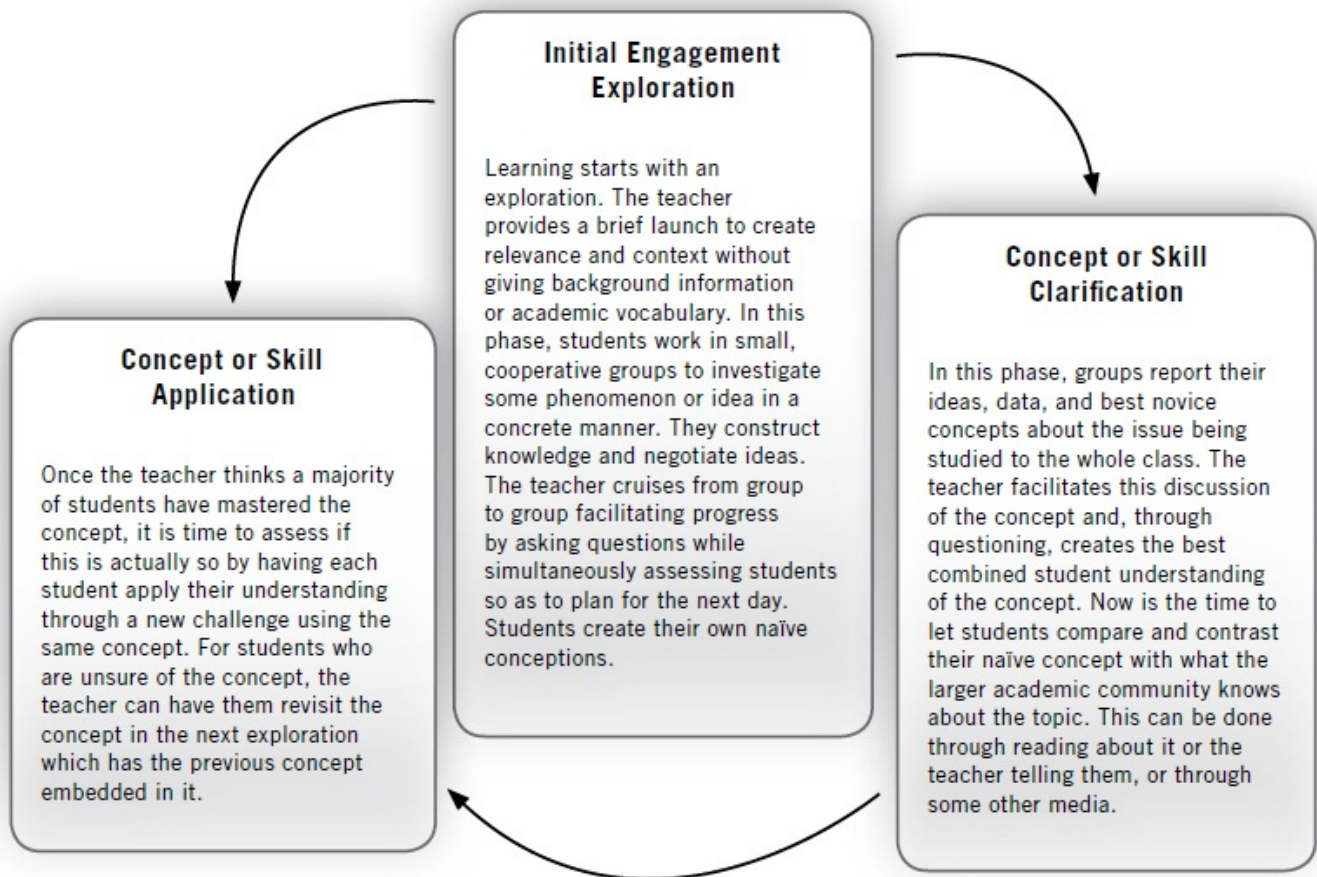 Initial Engagement
Exploration
Learning starts with an
exploration. The teacher
provides a brief launch to create
relevance and context without
giving background information
or academic vocabulary. In this
phase, students work in small,
cooperative groups to investigate
some phenomenon or idea in a
concrete manner. They construct
knowledge and negotiate ideas.
The teacher cruises from group
to group facilitating progress
by asking questions while
simultaneously assessing students
so as to plan for the next day.
Students create their own naïve
conceptions.
Concept or Skill
Clarification
In this phase, groups report their
ideas, data, and best novice
concepts about the issue being
studied to the whole class. The
teacher facilitates this discussion
of the concept and, through
questioning, creates the best
combined student understanding
of the concept. Now is the time to
let students compare and contrast
their naïve concept with what the
larger academic community knows
about the topic. This can be done
through reading about it or the
teacher telling them, or through
some other media.
Concept or Skill
Application
Once the teacher thinks a majority
of students have mastered the
concept, it is time to assess if
this is actually so by having each
student apply their understanding
through a new challenge using the
same concept. For students who
are unsure of the concept, the
teacher can have them revisit the
concept in the next exploration
which has the previous concept
embedded in it.